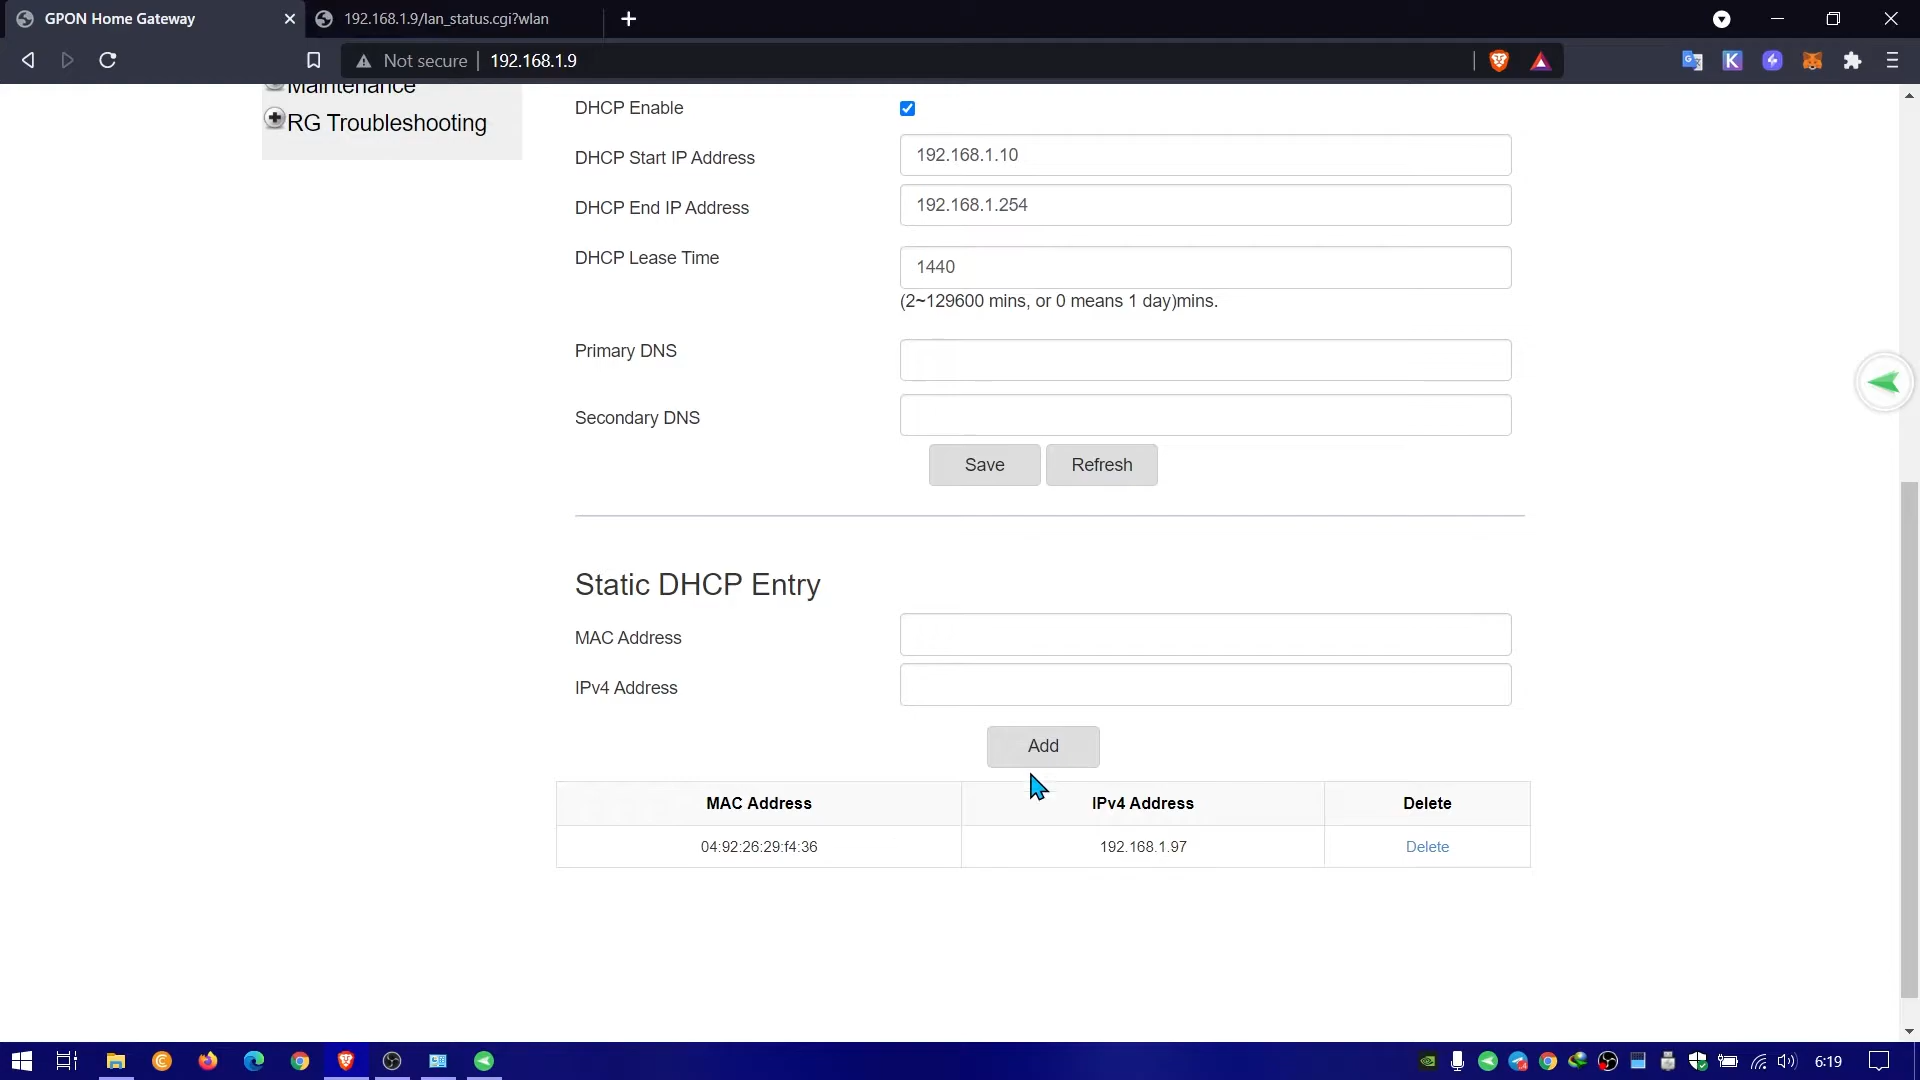 GPON Home Gateway
192.168.1.9/lan_status.cgi?wlan
Not secure
192.168.1.9
Maintenance
RG Troubleshooting
DHCP Enable
DHCP Start IP Address
192.168.1.10
DHCP End IP Address
192.168.1.254
DHCP Lease Time
1440
(2~129600 mins, or 0 means 1 day)mins.
Primary DNS
Secondary DNS
Save
Refresh
Static DHCP Entry
MAC Address
IPv4 Address
Add
MAC Address
IPv4 Address
Delete
04:92:26:29:f4:36
192.168.1.97
Delete
6:19